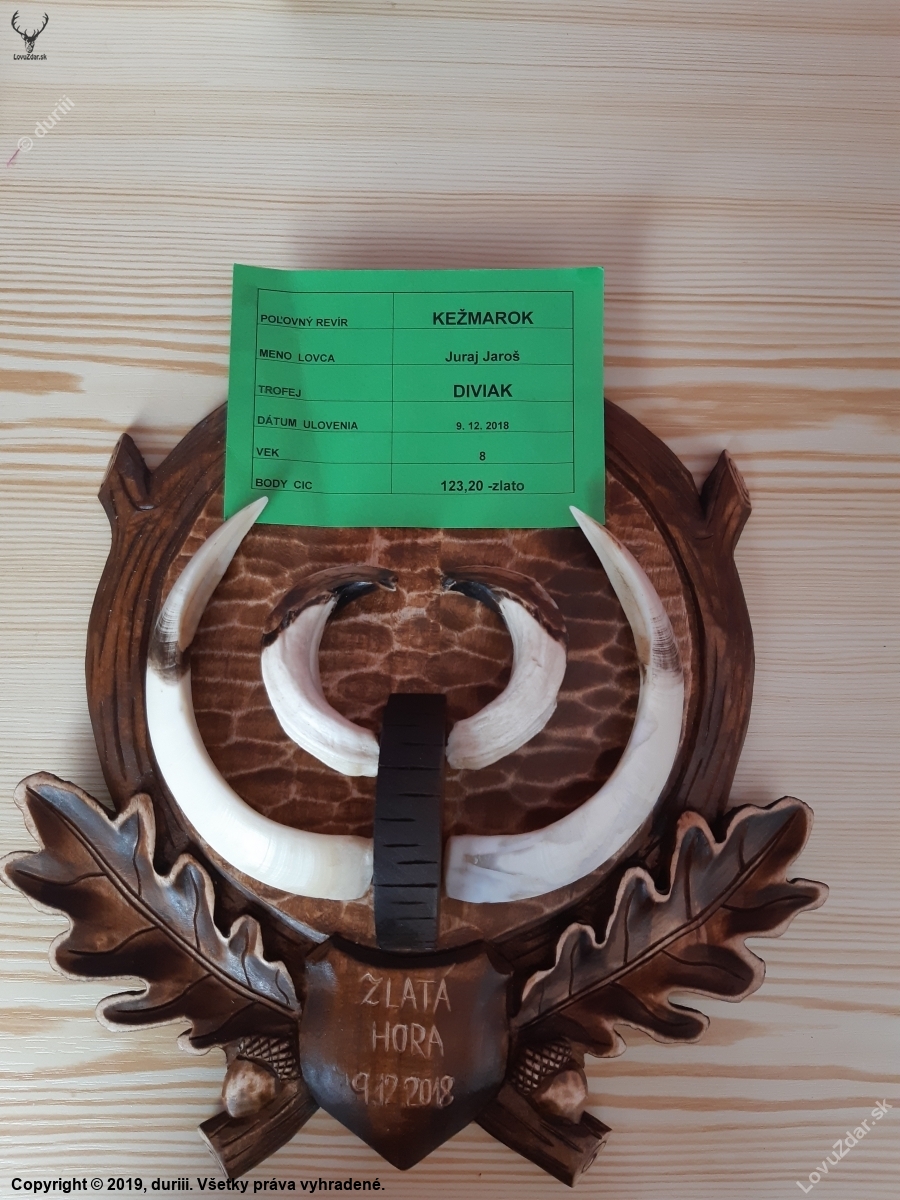 LovuZdar.sk
© duriii
POĽOVNÝ REVÍR KEŽMAROK
MENO LOVCA Juraj Jaroš
TROFEJ DIVIAK
DÁTUM ULOVENIA 9. 12. 2018
VEK 8
BODY CIC 123,20 -zlato
ZLATÁ
HORA
9.12.2018
LovuZdar.sk
Copyright © 2019, duriii. Všetky práva vyhradené.